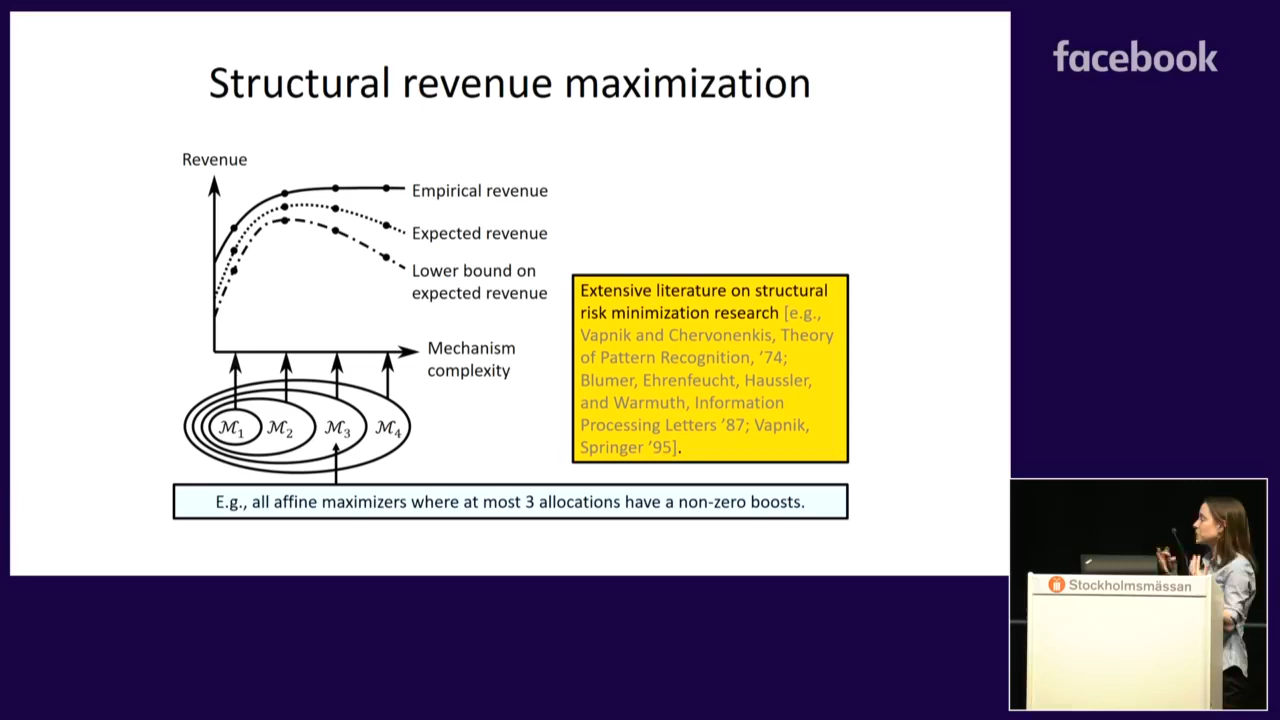 facebook
Structural revenue maximization
Revenue
Empirical revenue
Expected revenue
Lower bound on
expected revenue
Mechanism
complexity
ℳ1 ℳ2 ℳ3 ℳ4
Extensive literature on structural
risk minimization research [e.g.,
Vapnik and Chervonenkis, Theory
of Pattern Recognition, ’74;
Blumer, Ehrenfeucht, Haussler,
and Warmuth, Information
Processing Letters ’87; Vapnik,
Springer ’95].
E.g., all affine maximizers where at most 3 allocations have a non-zero boosts.
Stockholmsmässan